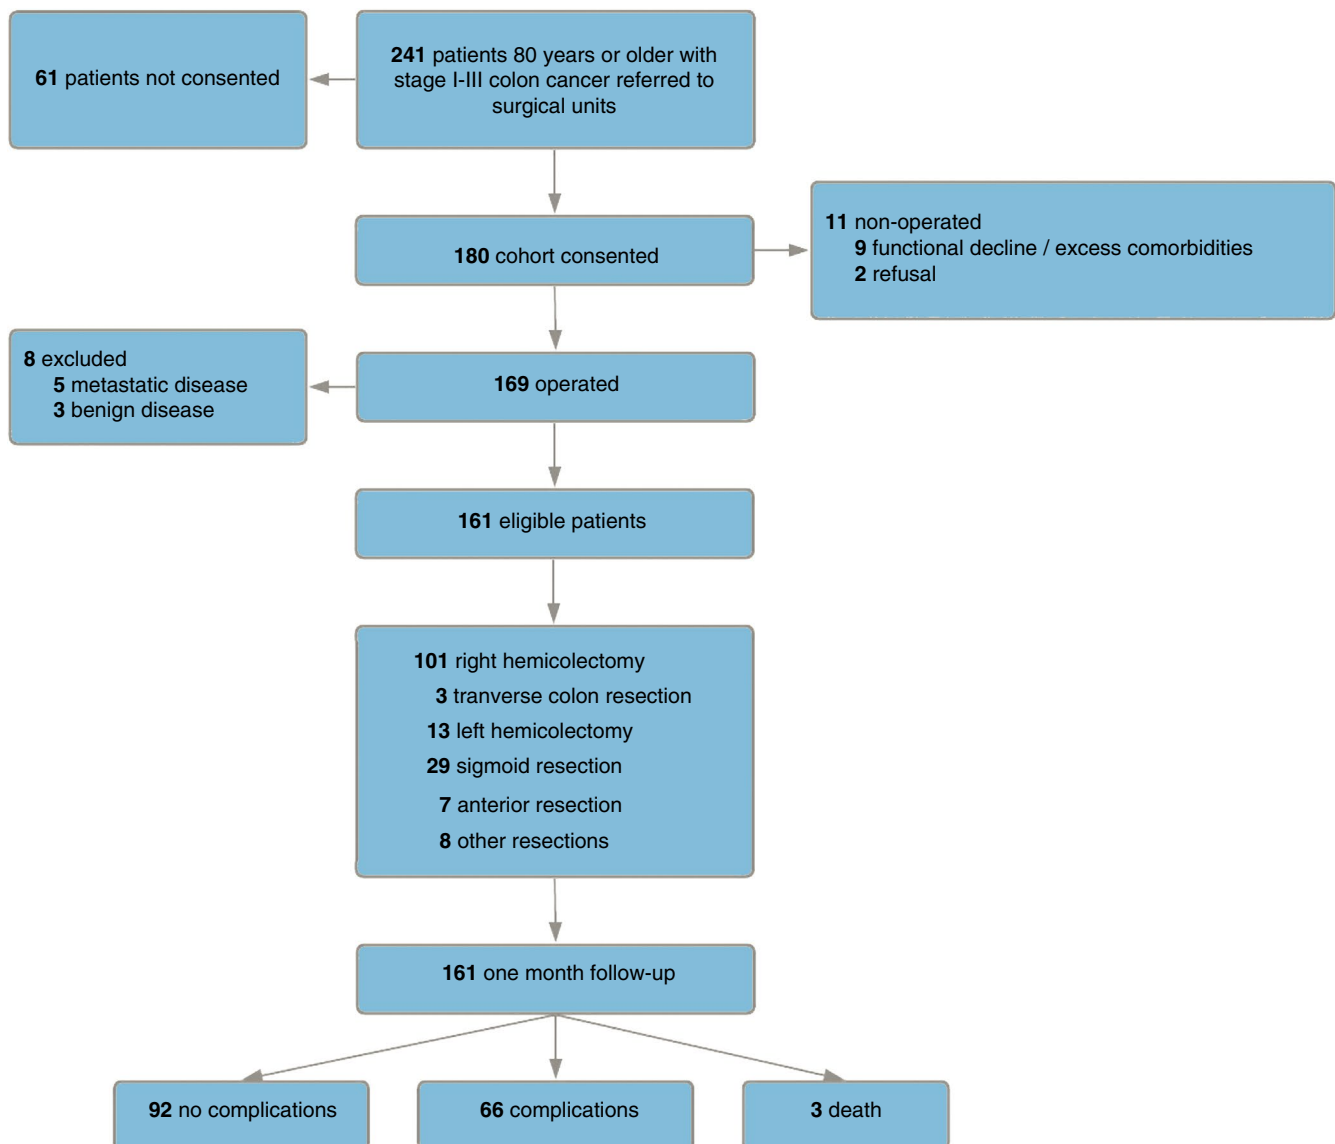 61 patients not consented
241 patients 80 years or older with
stage I-III colon cancer referred to
surgical units
180 cohort consented
11 non-operated
9 functional decline / excess comorbidities
2 refusal
8 excluded
5 metastatic disease
3 benign disease
169 operated
161 eligible patients
101 right hemicolectomy
3 tranverse colon resection
13 left hemicolectomy
29 sigmoid resection
7 anterior resection
8 other resections
161 one month follow-up
92 no complications
66 complications
3 death